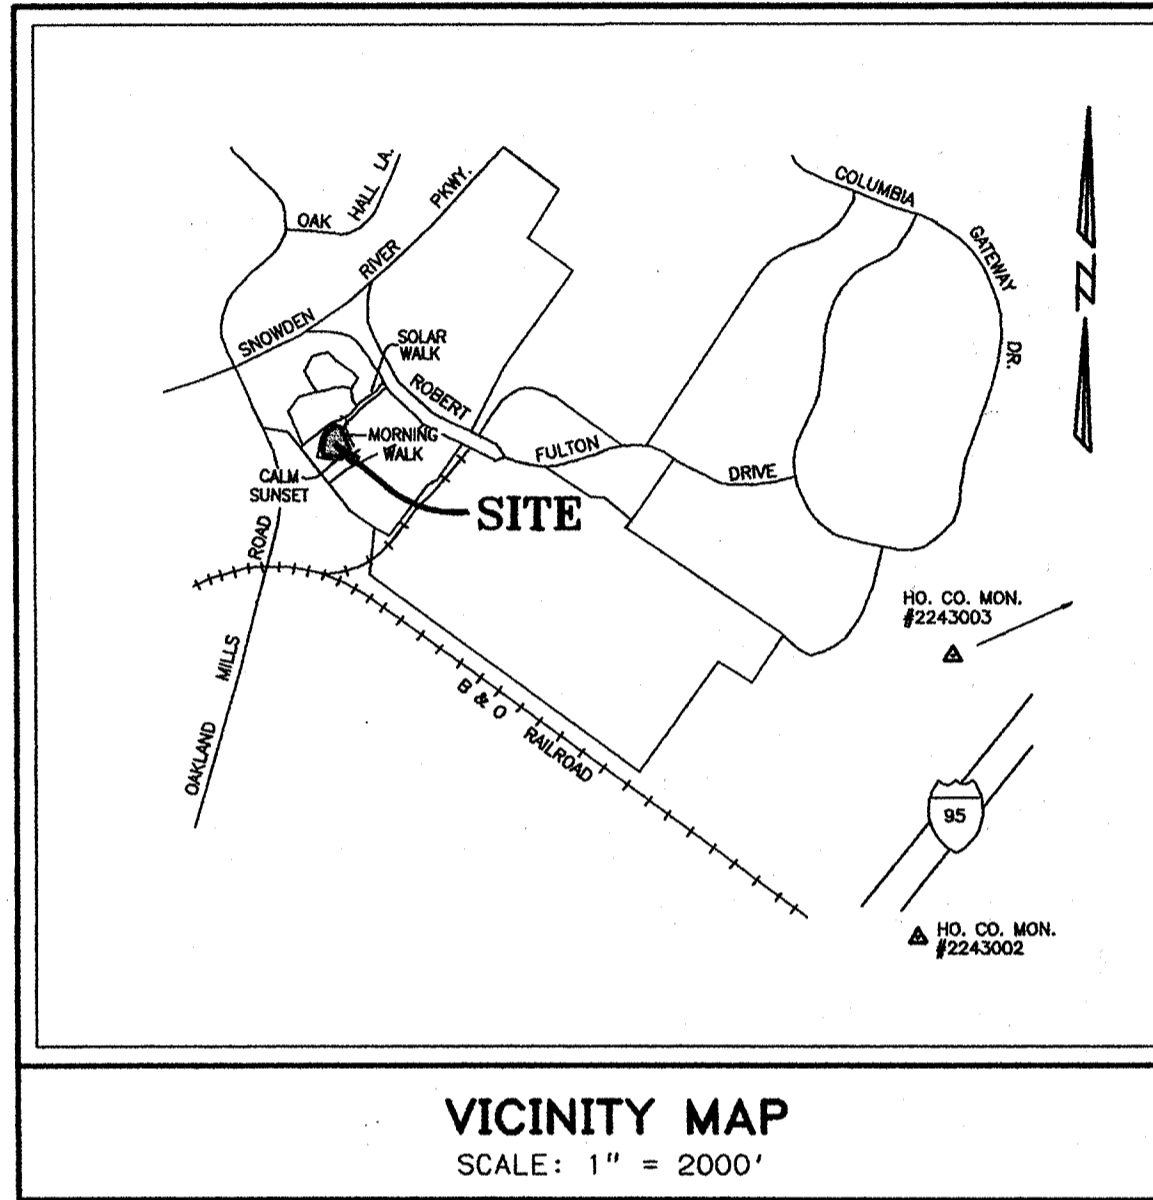 OAK HALL LA.
SNOWDEN RIVER PKWY.
COLUMBIA GATEWAY DR.
SOLAR
WALK
ROBERT FULTON DRIVE
MORNING
WALK
CALM
SUNSET
SITE
OAKLAND MILLS ROAD
B & O RAILROAD
HO. CO. MON.
#2243003
95
HO. CO. MON.
#2243002
N
VICINITY MAP
SCALE: 1" = 2000'